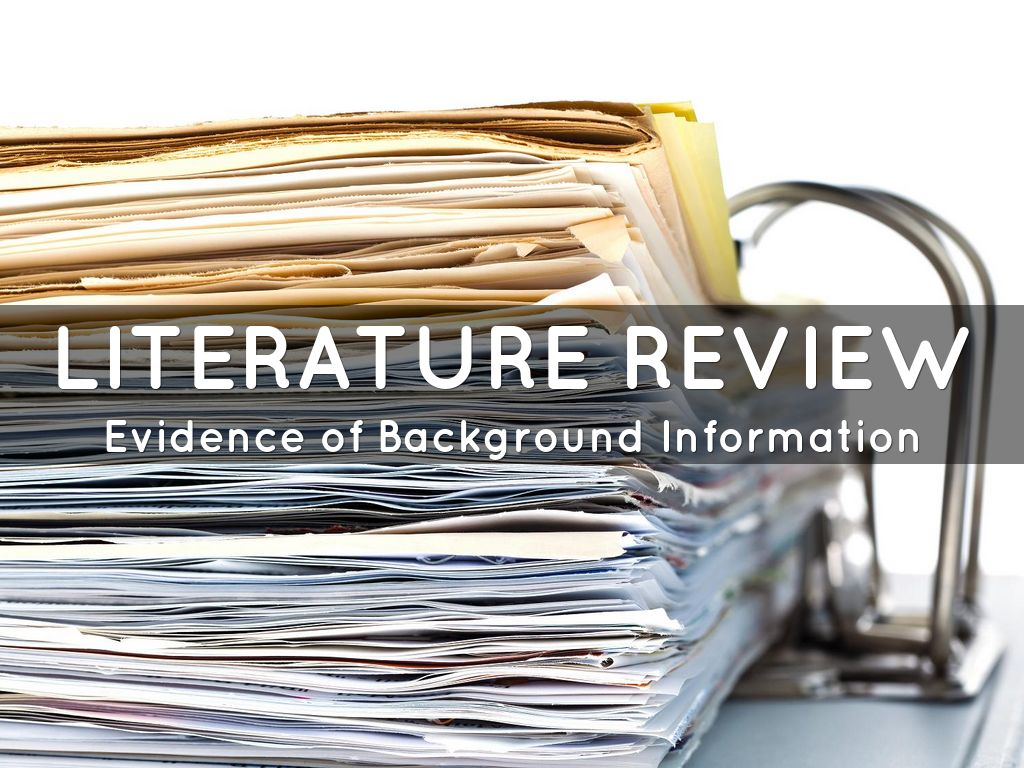 LITERATURE REVIEW
Evidence of Background Information